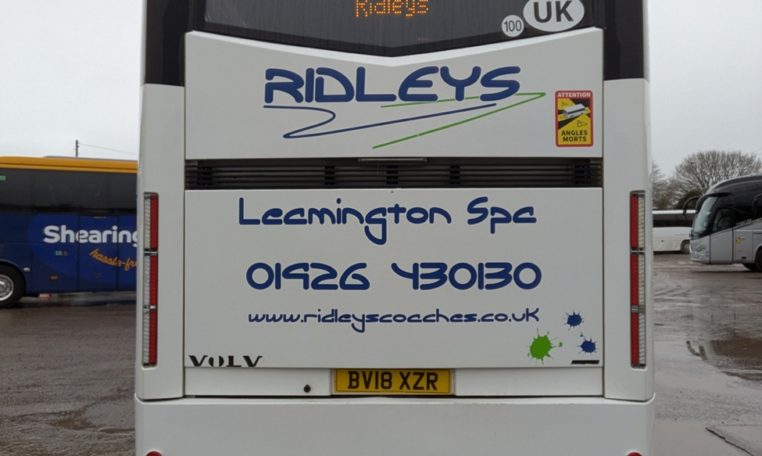 Ridleys
100
UK
RIDLEYS
ATTENTION
ANGLES
MORTS
Shearing
Leamington Spa
01926 430130
www.ridleyscoaches.co.uk
VOLV
BV18 XZR